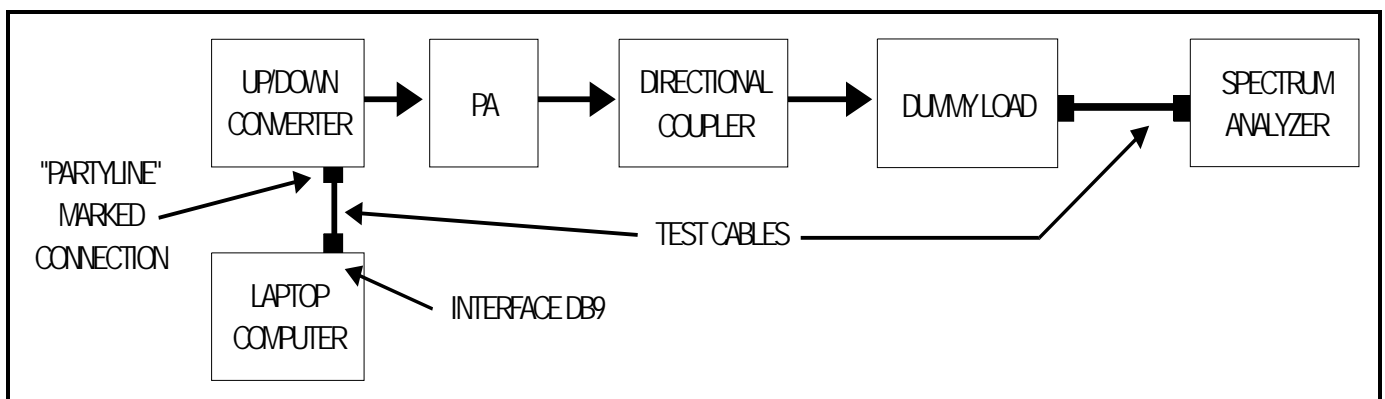 UP/DOWN
CONVERTER
PA
DIRECTIONAL
COUPLER
DUMMY LOAD
SPECTRUM
ANALYZER
"PARTYLINE"
MARKED
CONNECTION
TEST CABLES
LAPTOP
COMPUTER
INTERFACE DB9